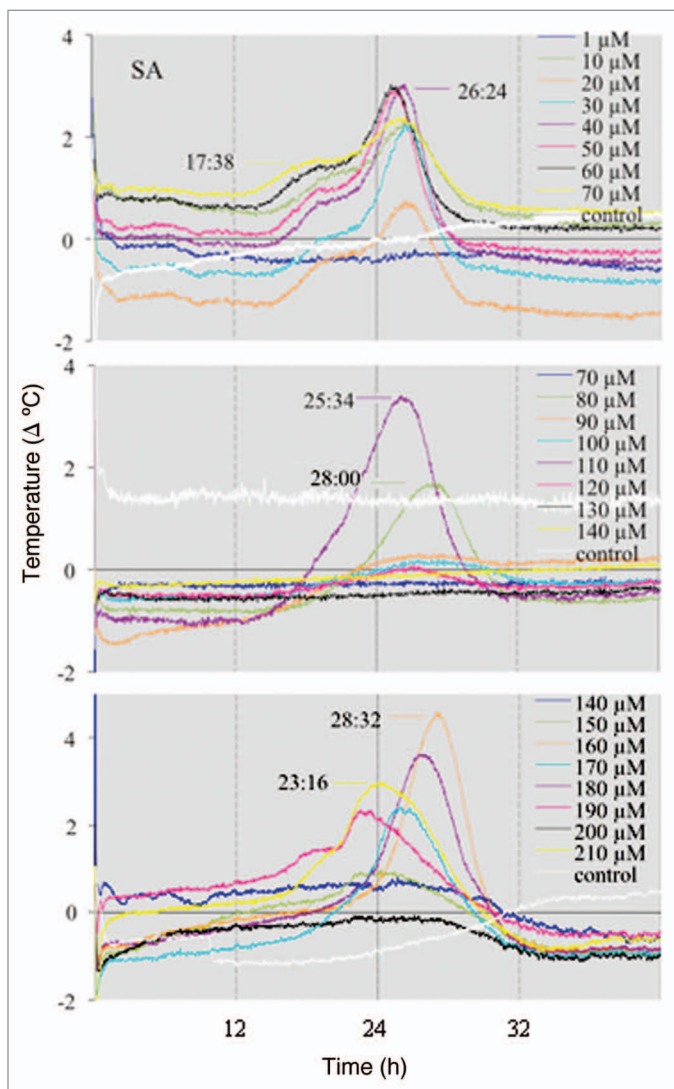 Temperature (Δ ºC)
4
2
0
-2
SA
17:38
26:24
1 µM
10 µM
20 µM
30 µM
40 µM
50 µM
60 µM
70 µM
control
4
2
0
-2
25:34
28:00
70 µM
80 µM
90 µM
100 µM
110 µM
120 µM
130 µM
140 µM
control
4
2
0
-2
28:32
23:16
140 µM
150 µM
160 µM
170 µM
180 µM
190 µM
200 µM
210 µM
control
12
24
32
Time (h)